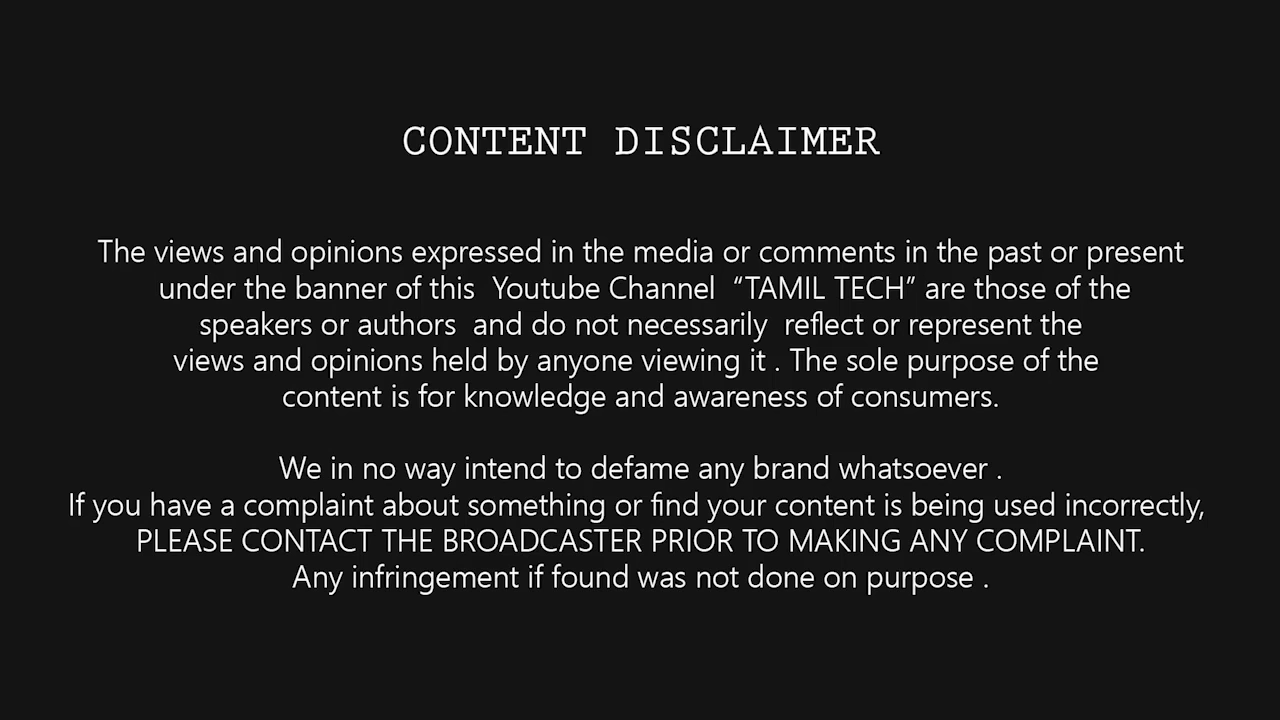 CONTENT DISCLAIMER
The views and opinions expressed in the media or comments in the past or present
under the banner of this  Youtube Channel  “TAMIL TECH” are those of the
speakers or authors  and do not necessarily  reflect or represent the
views and opinions held by anyone viewing it . The sole purpose of the
content is for knowledge and awareness of consumers.
We in no way intend to defame any brand whatsoever .
If you have a complaint about something or find your content is being used incorrectly,
PLEASE CONTACT THE BROADCASTER PRIOR TO MAKING ANY COMPLAINT.
Any infringement if found was not done on purpose .